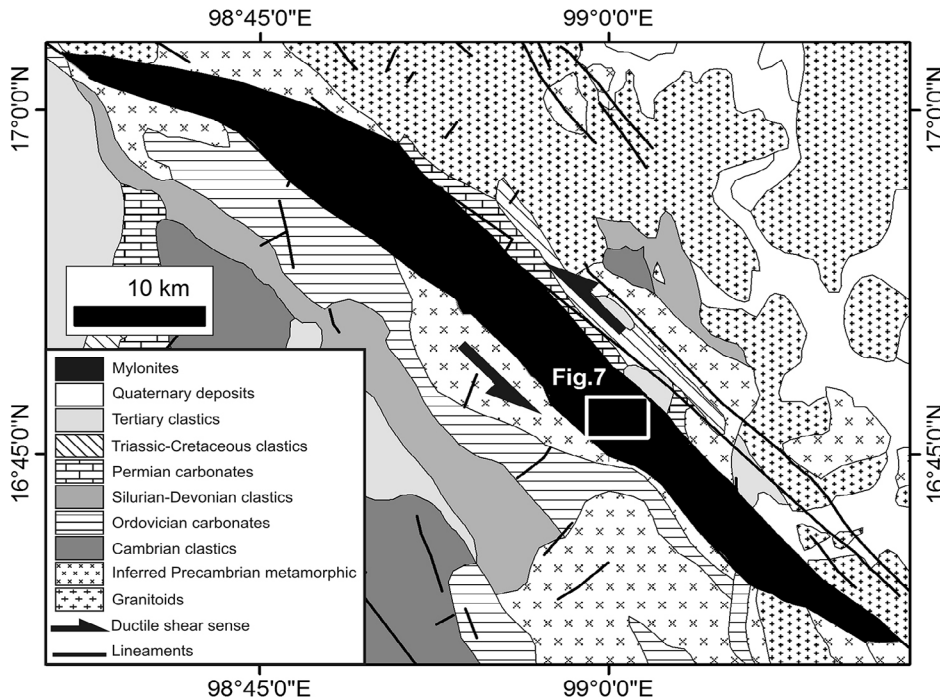 98°45'0"E
99°0'0"E
17°0'0"N
17°0'0"N
10 km
Fig.7
16°45'0"N
16°45'0"N
Mylonites
Quaternary deposits
Tertiary clastics
Triassic-Cretaceous clastics
Permian carbonates
Silurian-Devonian clastics
Ordovician carbonates
Cambrian clastics
Inferred Precambrian metamorphic
Granitoids
Ductile shear sense
Lineaments
98°45'0"E
99°0'0"E